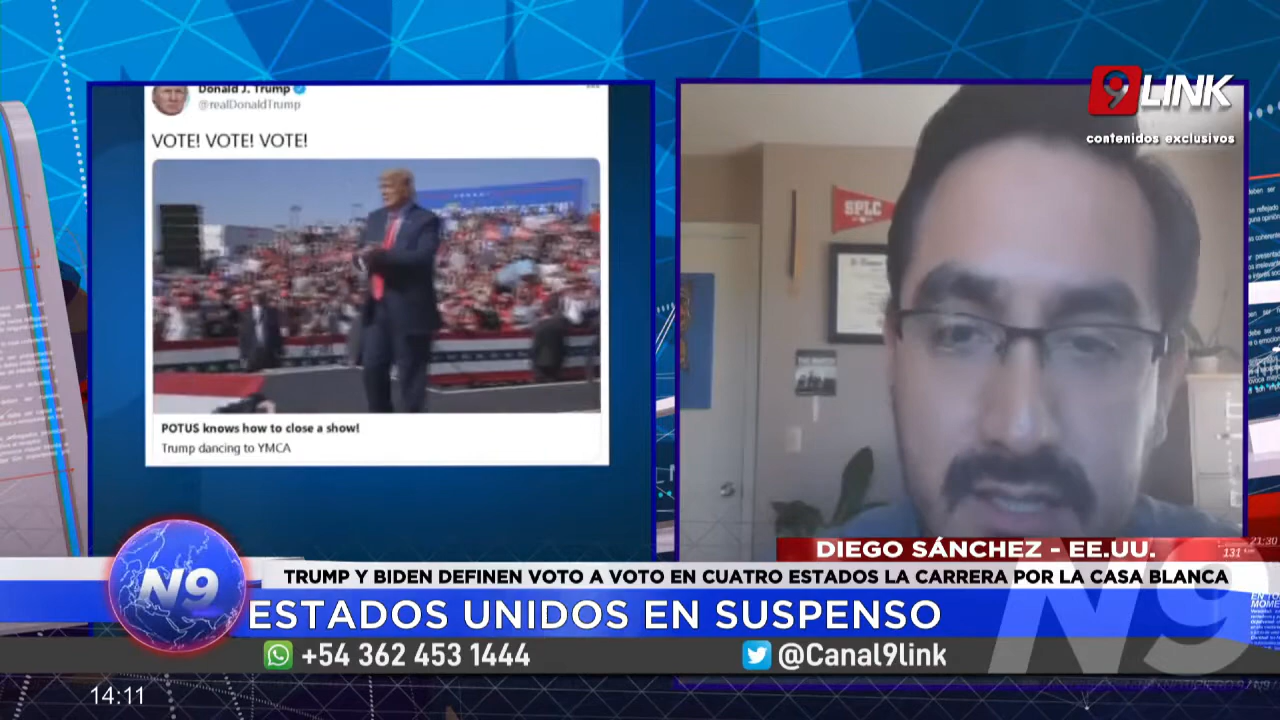 Donald J. Trump
@realDonaldTrump
VOTE! VOTE! VOTE!
POTUS knows how to close a show!
Trump dancing to YMCA
9 LINK
contenidos exclusivos
SPLC
DIEGO SÁNCHEZ - EE.UU.
21:30
131
TRUMP Y BIDEN DEFINEN VOTO A VOTO EN CUATRO ESTADOS LA CARRERA POR LA CASA BLANCA
N9
ESTADOS UNIDOS EN SUSPENSO
N9
+54 362 453 1444
@Canal9link
14:11